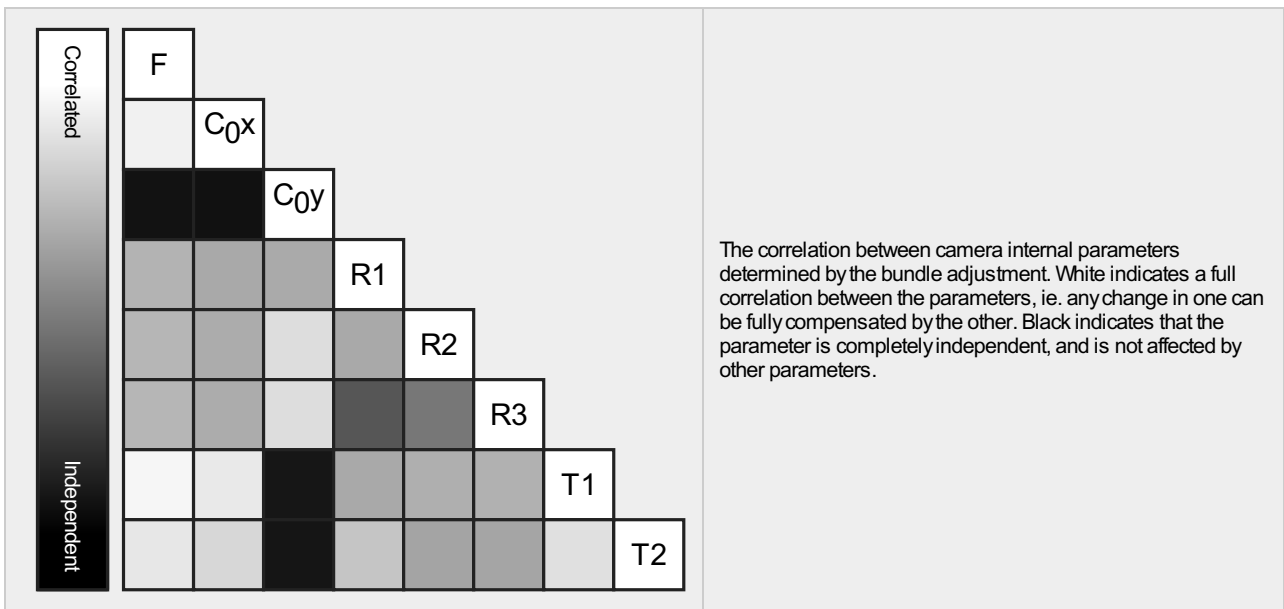 Correlated
Independent
F
C0x
C0y
R1
R2
R3
T1
T2
The correlation between camera internal parameters
determined by the bundle adjustment. White indicates a full
correlation between the parameters, ie. any change in one can
be fully compensated by the other. Black indicates that the
parameter is completely independent, and is not affected by
other parameters.